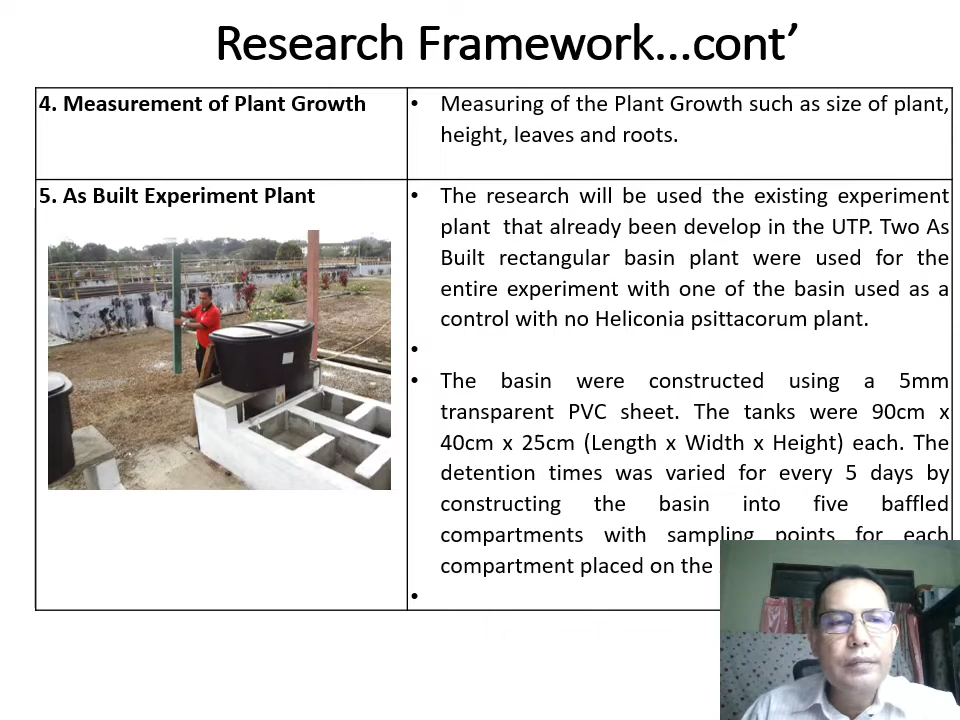 Research Framework...cont’
4. Measurement of Plant Growth
• Measuring of the Plant Growth such as size of plant,
height, leaves and roots.
5. As Built Experiment Plant
• The research will be used the existing experiment
plant that already been develop in the UTP. Two As
Built rectangular basin plant were used for the
entire experiment with one of the basin used as a
control with no Heliconia psittacorum plant.
•
• The basin were constructed using a 5mm
transparent PVC sheet. The tanks were 90cm x
40cm x 25cm (Length x Width x Height) each. The
detention times was varied for every 5 days by
constructing the basin into five baffled
compartments with sampling points for each
compartment placed on the
•